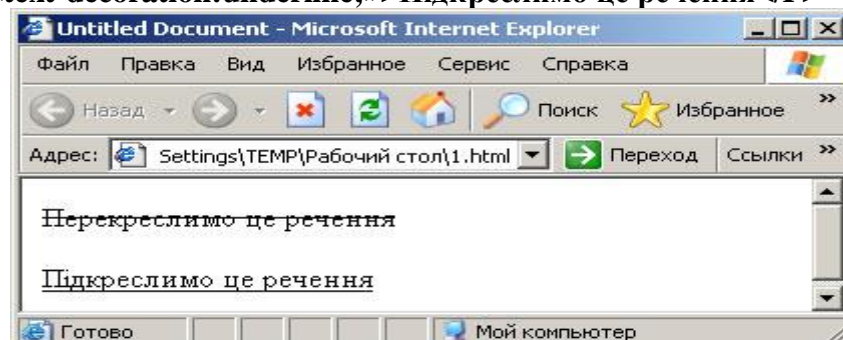 text-decoration:underline;»>Підкреслимо це речення </P>
Untitled Document - Microsoft Internet Explorer
Файл Правка Вид Избранное Сервис Справка
Назад Поиск Избранное »
Адрес: Settings\TEMP\Рабочий стол\1.html Переход Ссылки »
Перекреслимо це речення
Підкреслимо це речення
Готово Мой компьютер